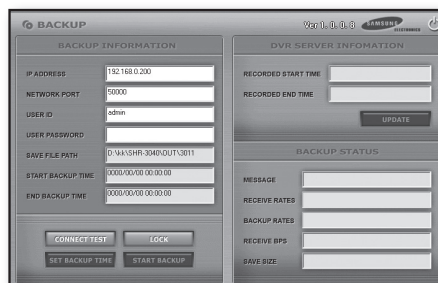 BACKUP
Ver 1. 0. 0. 8
SAMSUNG
ELECTRONICS
BACKUP INFORMATION
IP ADDRESS
192.168.0.200
NETWORK PORT
50000
USER ID
admin
USER PASSWORD
SAVE FILE PATH
D:\kk\SHR-3040\OUT\3011
START BACKUP TIME
0000/00/00 00:00:00
END BACKUP TIME
0000/00/00 00:00:00
CONNECT TEST
LOCK
SET BACKUP TIME
START BACKUP
DVR SERVER INFOMATION
RECORDED START TIME
RECORDED END TIME
UPDATE
BACKUP STATUS
MESSAGE
RECEIVE RATES
BACKUP RATES
RECEIVE BPS
SAVE SIZE